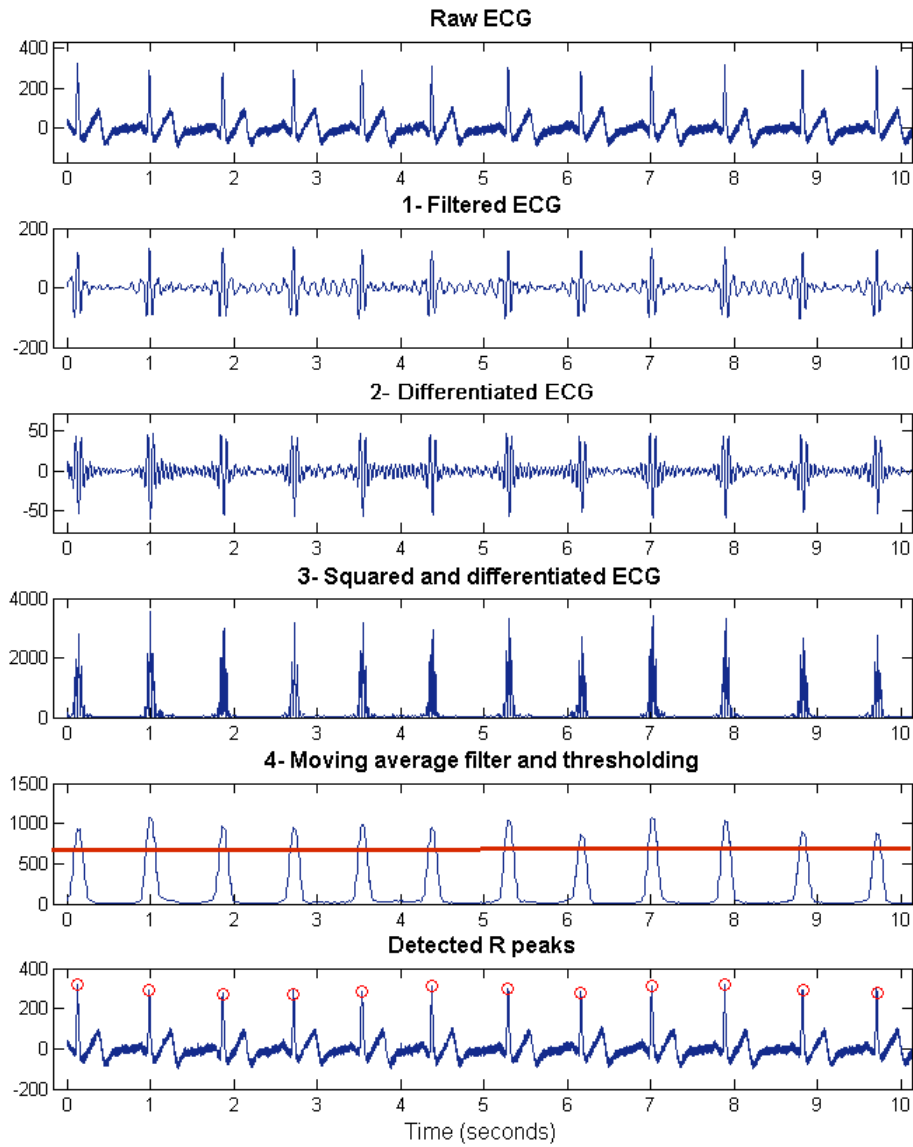 Raw ECG
400
200
0
0 1 2 3 4 5 6 7 8 9 10
1- Filtered ECG
200
0
-200
0 1 2 3 4 5 6 7 8 9 10
2- Differentiated ECG
50
0
-50
0 1 2 3 4 5 6 7 8 9 10
3- Squared and differentiated ECG
4000
2000
0
0 1 2 3 4 5 6 7 8 9 10
4- Moving average filter and thresholding
1500
1000
500
0
0 1 2 3 4 5 6 7 8 9 10
Detected R peaks
400
200
0
-200
0 1 2 3 4 5 6 7 8 9 10
Time (seconds)